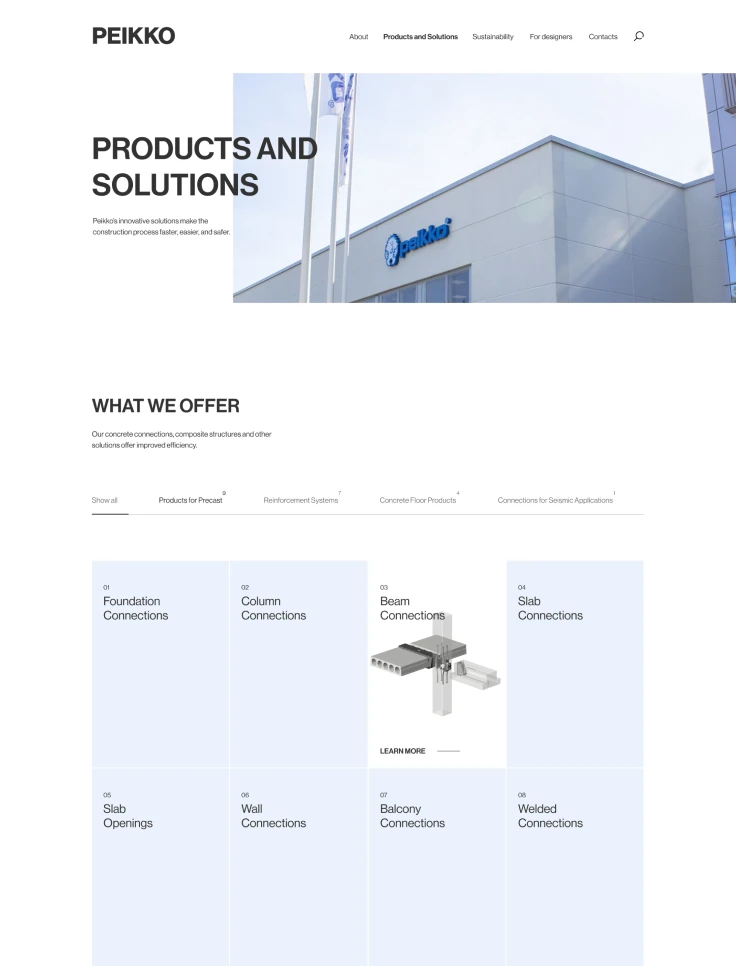 PEIKKO
About Products and Solutions Sustainability For designers Contacts
PRODUCTS AND
SOLUTIONS
Peikko's innovative solutions make the
construction process faster, easier, and safer.
peikko
WHAT WE OFFER
Our concrete connections, composite structures and other
solutions offer improved efficiency.
Show all Products for Precast 9 Reinforcement Systems 7 Concrete Floor Products 4 Connections for Seismic Applications 1
01
Foundation
Connections
02
Column
Connections
03
Beam
Connections
LEARN MORE
04
Slab
Connections
05
Slab
Openings
06
Wall
Connections
07
Balcony
Connections
08
Welded
Connections